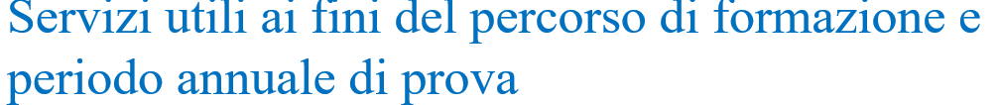 Servizi utili ai fini del percorso di formazione e
periodo annuale di prova